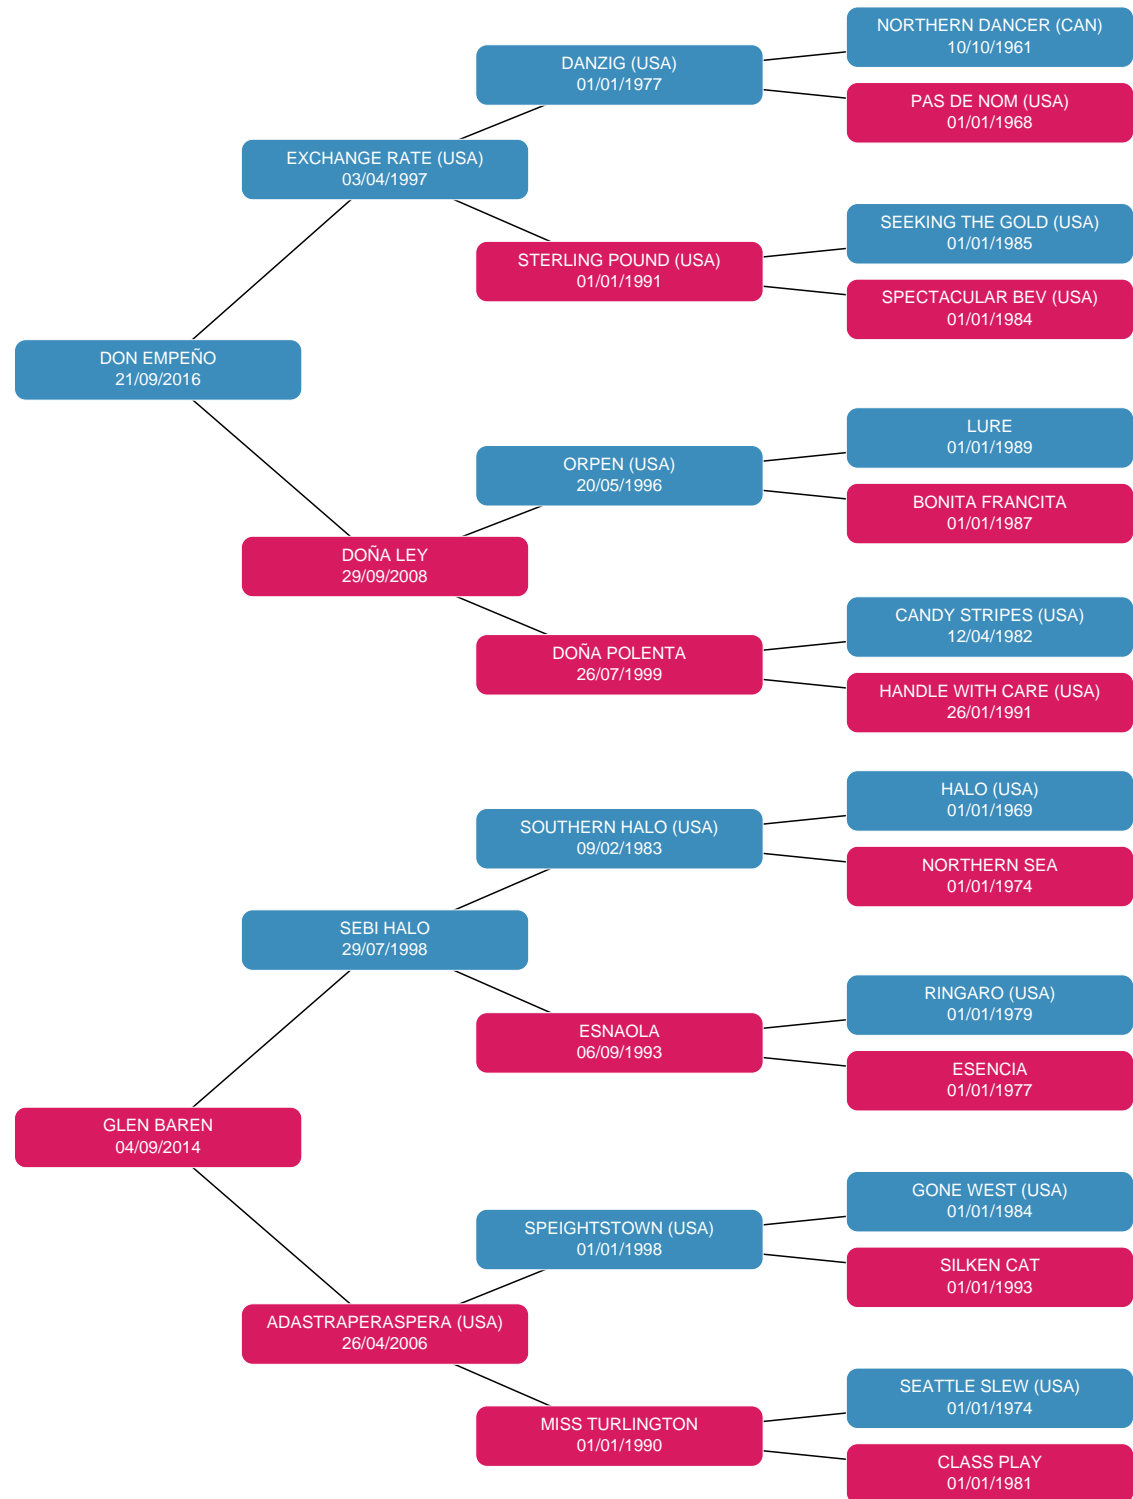 NORTHERN DANCER (CAN)
10/10/1961
DANZIG (USA)
01/01/1977
PAS DE NOM (USA)
01/01/1968
EXCHANGE RATE (USA)
03/04/1997
SEEKING THE GOLD (USA)
01/01/1985
STERLING POUND (USA)
01/01/1991
SPECTACULAR BEV (USA)
01/01/1984
DON EMPEÑO
21/09/2016
LURE
01/01/1989
ORPEN (USA)
20/05/1996
BONITA FRANCITA
01/01/1987
DOÑA LEY
29/09/2008
CANDY STRIPES (USA)
12/04/1982
DOÑA POLENTA
26/07/1999
HANDLE WITH CARE (USA)
26/01/1991
HALO (USA)
01/01/1969
SOUTHERN HALO (USA)
09/02/1983
NORTHERN SEA
01/01/1974
SEBI HALO
29/07/1998
RINGARO (USA)
01/01/1979
ESNAOLA
06/09/1993
ESENCIA
01/01/1977
GLEN BAREN
04/09/2014
GONE WEST (USA)
01/01/1984
SPEIGHTSTOWN (USA)
01/01/1998
SILKEN CAT
01/01/1993
ADASTRAPERASPERA (USA)
26/04/2006
SEATTLE SLEW (USA)
01/01/1974
MISS TURLINGTON
01/01/1990
CLASS PLAY
01/01/1981